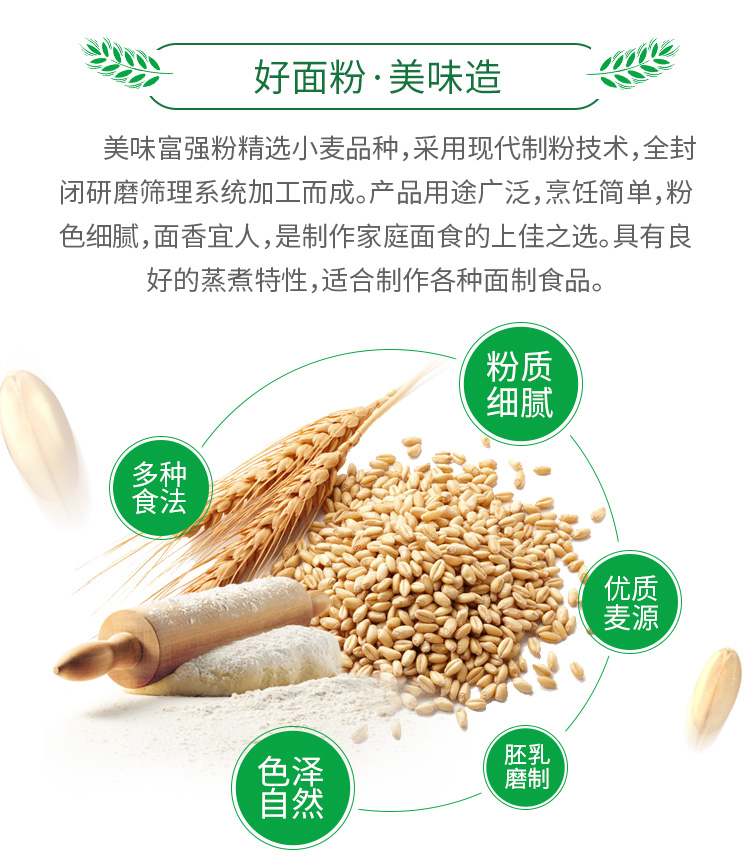 好面粉·美味造
美味富强粉精选小麦品种，采用现代制粉技术，全封
闭研磨筛理系统加工而成。产品用途广泛，烹饪简单，粉
色细腻，面香宜人，是制作家庭面食的上佳之选。具有良
好的蒸煮特性，适合制作各种面制食品。
粉质
细腻
多种
食法
优质
麦源
胚乳
磨制
色泽
自然